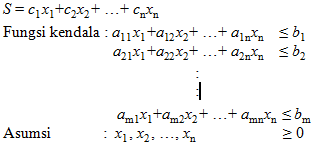 S = c₁x₁+c₂x₂+ …+ cₙxₙ
Fungsi kendala : a₁₁x₁+a₁₂x₂+ …+ a₁ₙxₙ ≤ b₁
a₂₁x₁+a₂₂x₂+ …+ a₂ₙxₙ ≤ b₂
:
:
aₘ₁x₁+aₘ₂x₂+ …+ aₘₙxₙ ≤ bₘ
Asumsi : x₁, x₂, …, xₙ ≥ 0